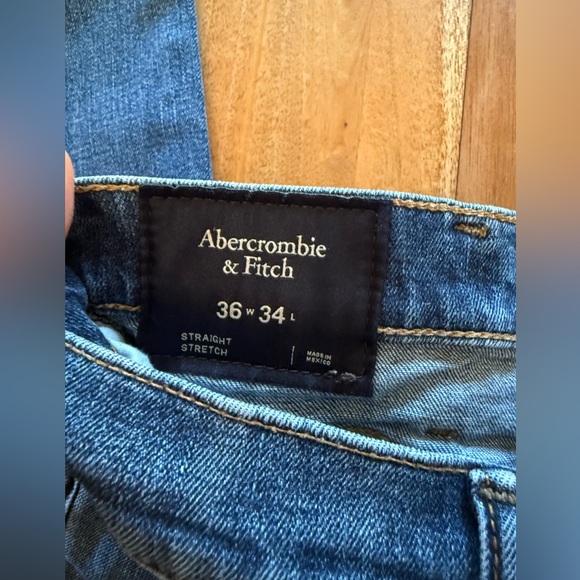 Abercrombie
& Fitch
36 W 34 L
STRAIGHT
STRETCH
MADE IN
MEXICO